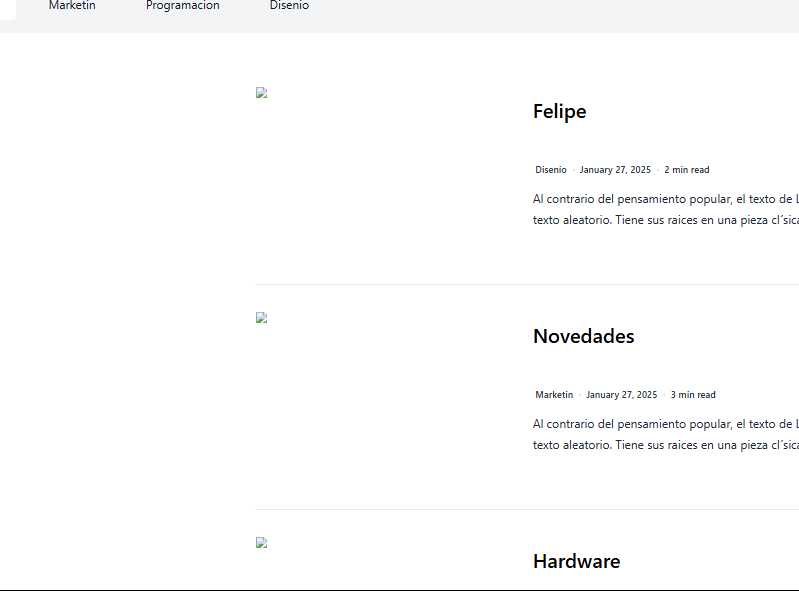 Marketin Programacion Disenio
Felipe
Disenio · January 27, 2025 · 2 min read
Al contrario del pensamiento popular, el texto de L
texto aleatorio. Tiene sus raices en una pieza cl´sica
Novedades
Marketin · January 27, 2025 · 3 min read
Al contrario del pensamiento popular, el texto de L
texto aleatorio. Tiene sus raices en una pieza cl´sica
Hardware